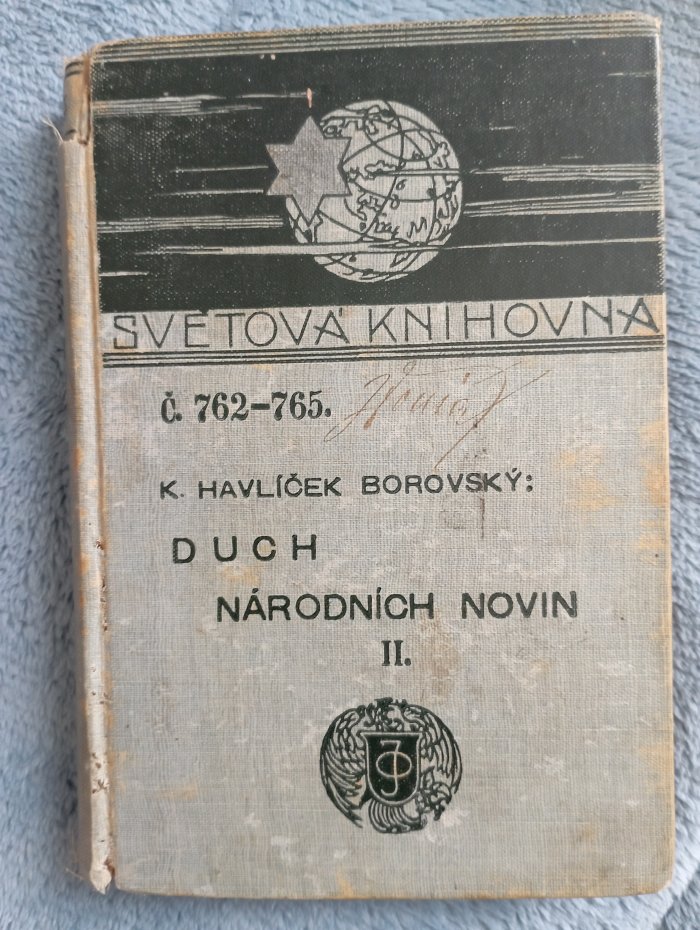 SVĚTOVÁ KNIHOVNA
Č. 762–765.
K. HAVLÍČEK BOROVSKÝ:
DUCH
NÁRODNÍCH NOVIN
II.